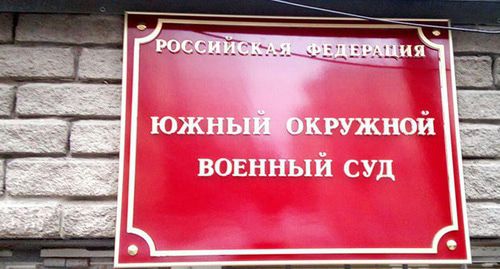 РОССИЙСКАЯ ФЕДЕРАЦИЯ
ЮЖНЫЙ ОКРУЖНОЙ
ВОЕННЫЙ СУД